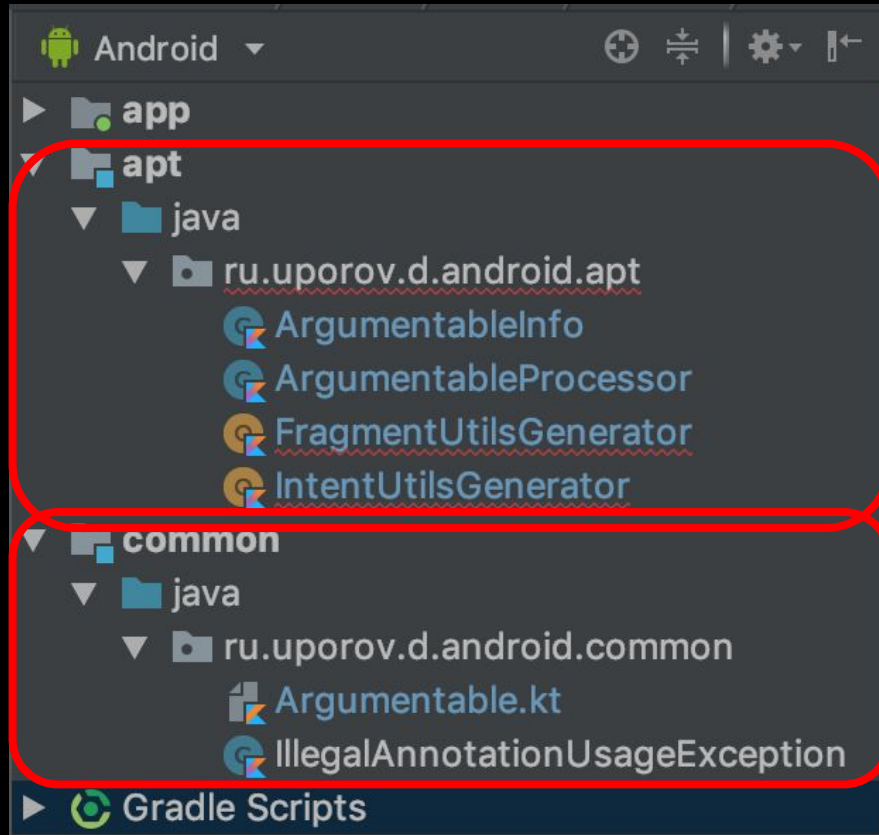 Android
app
apt
java
ru.uporov.d.android.apt
ArgumentableInfo
ArgumentableProcessor
FragmentUtilsGenerator
IntentUtilsGenerator
common
java
ru.uporov.d.android.common
Argumentable.kt
IllegalAnnotationUsageException
Gradle Scripts